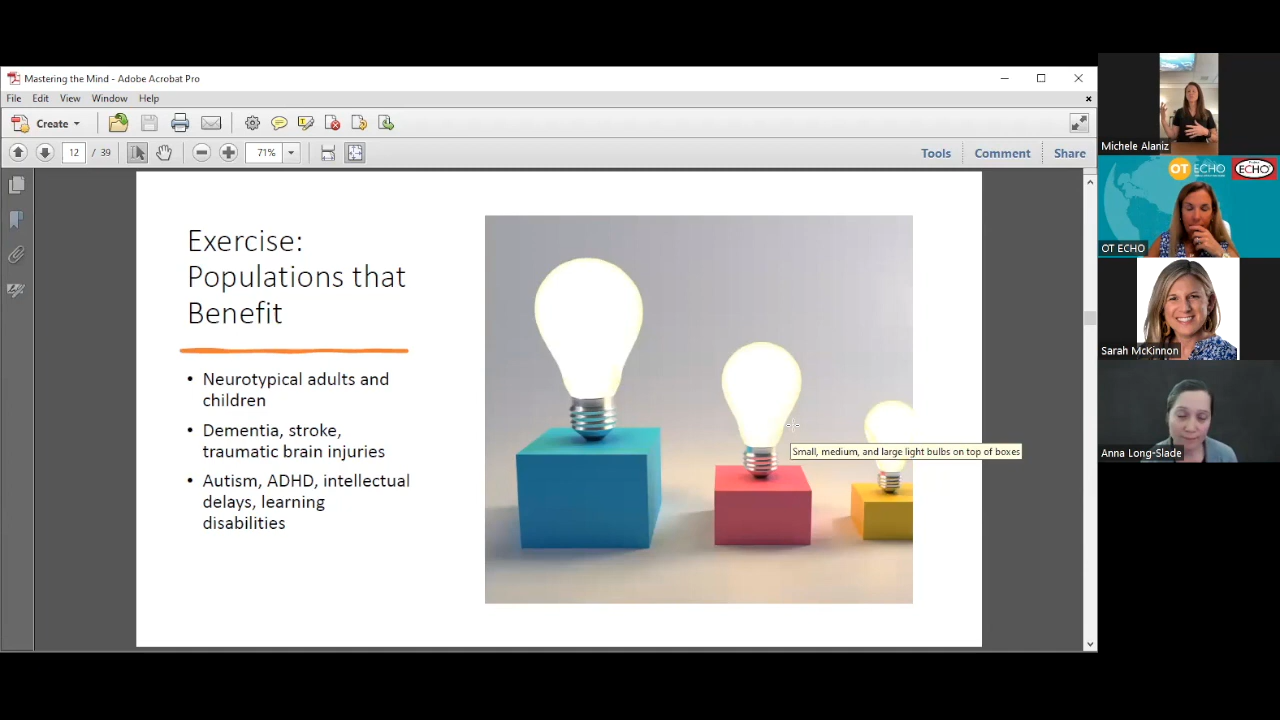 Mastering the Mind - Adobe Acrobat Pro
File Edit View Window Help
Create
12 / 39
71%
Tools Comment Share
Exercise:
Populations that
Benefit
• Neurotypical adults and
children
• Dementia, stroke,
traumatic brain injuries
• Autism, ADHD, intellectual
delays, learning
disabilities
Small, medium, and large light bulbs on top of boxes
Michele Alaniz
OT ECHO
ECHO
OT ECHO
Sarah McKinnon
Anna Long-Slade